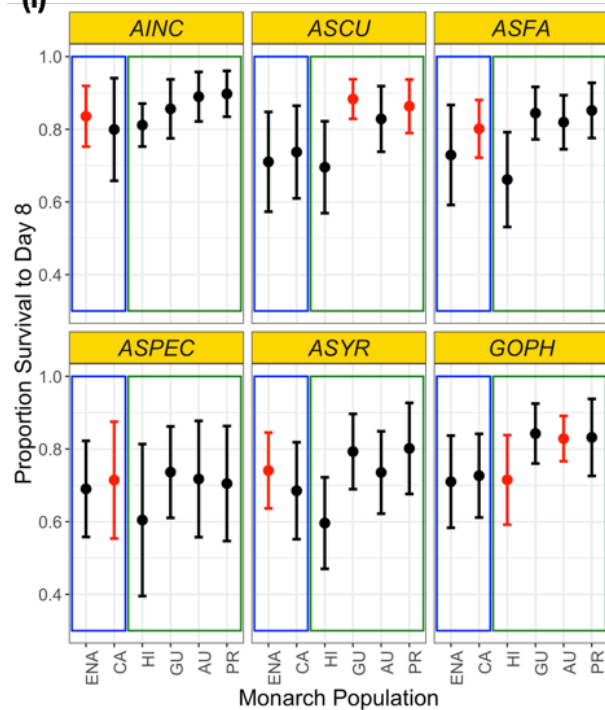 (i)
AINC ASCU ASFA
1.0
0.8
0.6
0.4
ASPEC ASYR GOPH
1.0
0.8
0.6
0.4
Proportion Survival to Day 8
ENA CA HI GU AU PR ENA CA HI GU AU PR ENA CA HI GU AU PR
Monarch Population